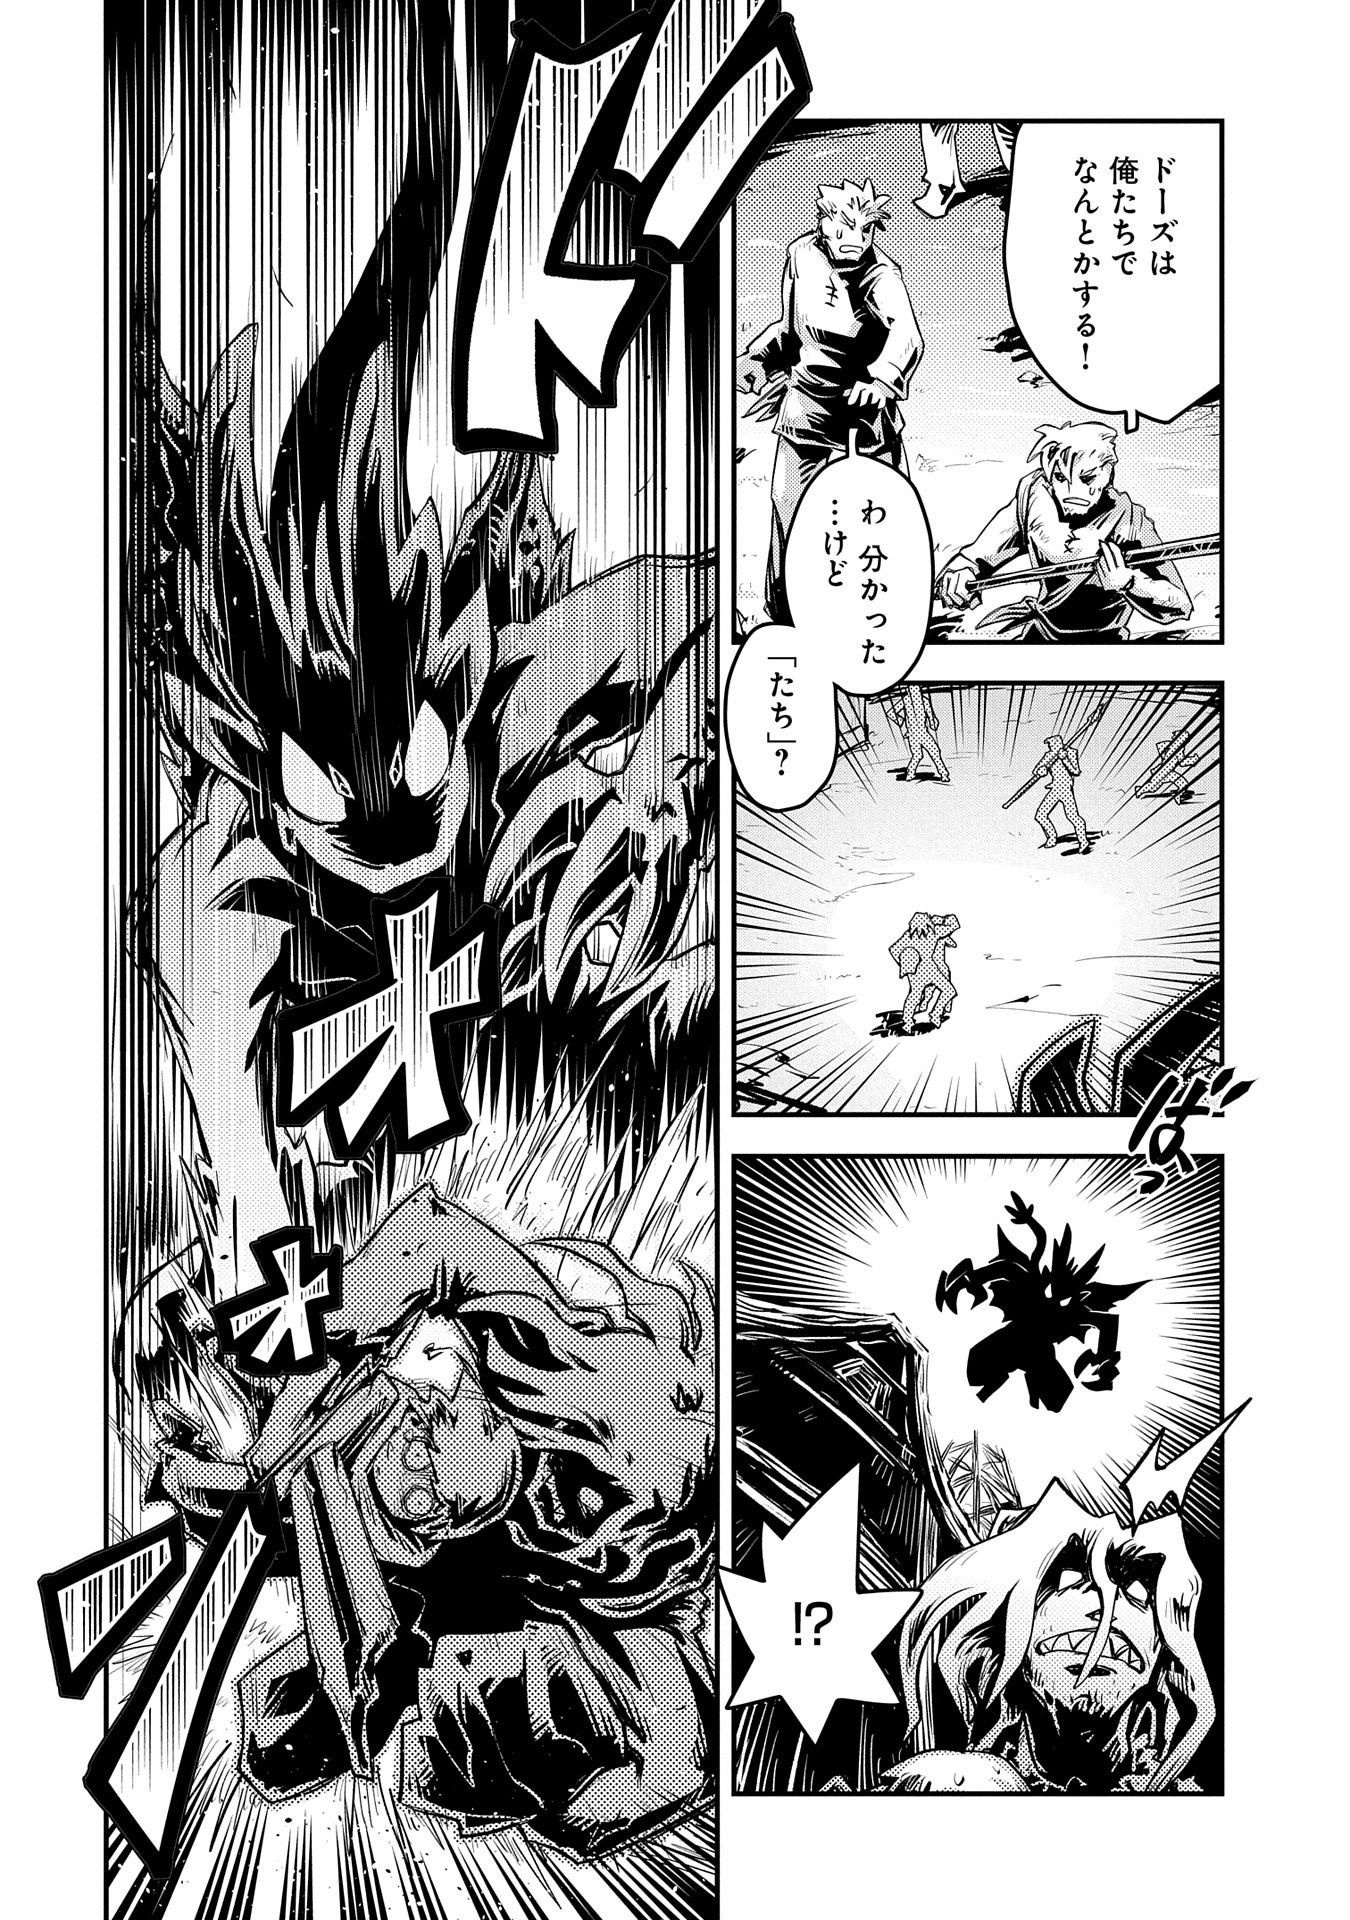 ドーズは
俺たちで
なんとかする!
わ 分かった
…けど
「たち」?
ばっ
!?
ドオオン